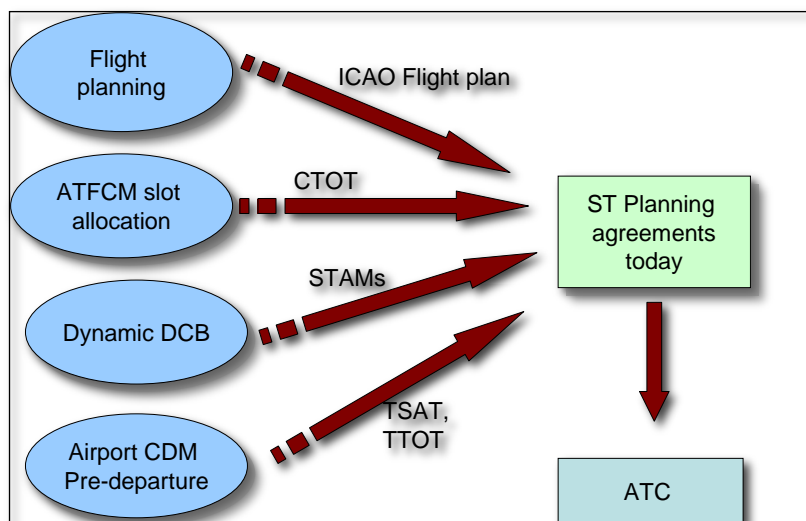 Flight
planning
ICAO Flight plan
ATFCM slot
allocation
CTOT
ST Planning
agreements
today
STAMs
Dynamic DCB
TSAT,
TTOT
Airport CDM
Pre-departure
ATC